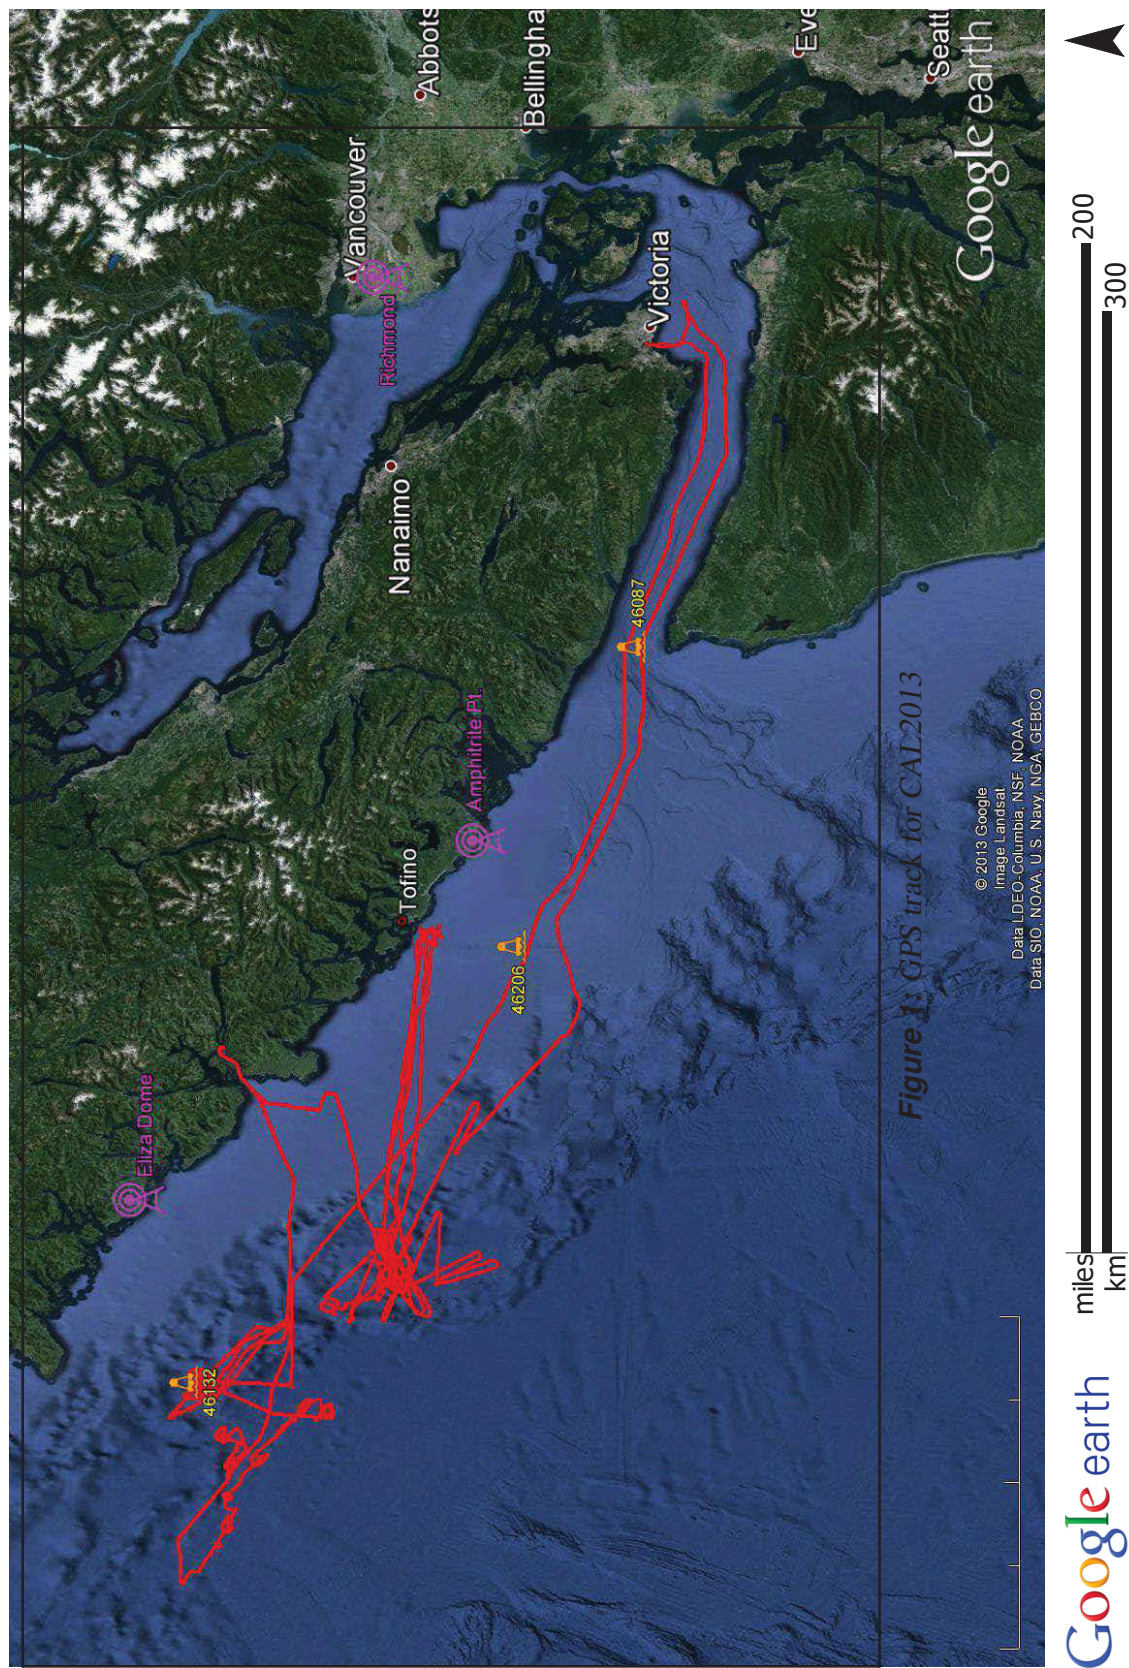 Abbots
Bellingha
Eve
Seattl
Vancouver
Richmond
Victoria
Nanaimo
Amphitrite Pt.
Tofino
Eliza Dome
46087
46206
46132
Google earth
© 2013 Google
Image Landsat
Data LDEO-Columbia, NSF, NOAA
Data SIO, NOAA, U.S. Navy, NGA, GEBCO
Figure 1: GPS track for CAL2013
Google earth
miles 200
km 300